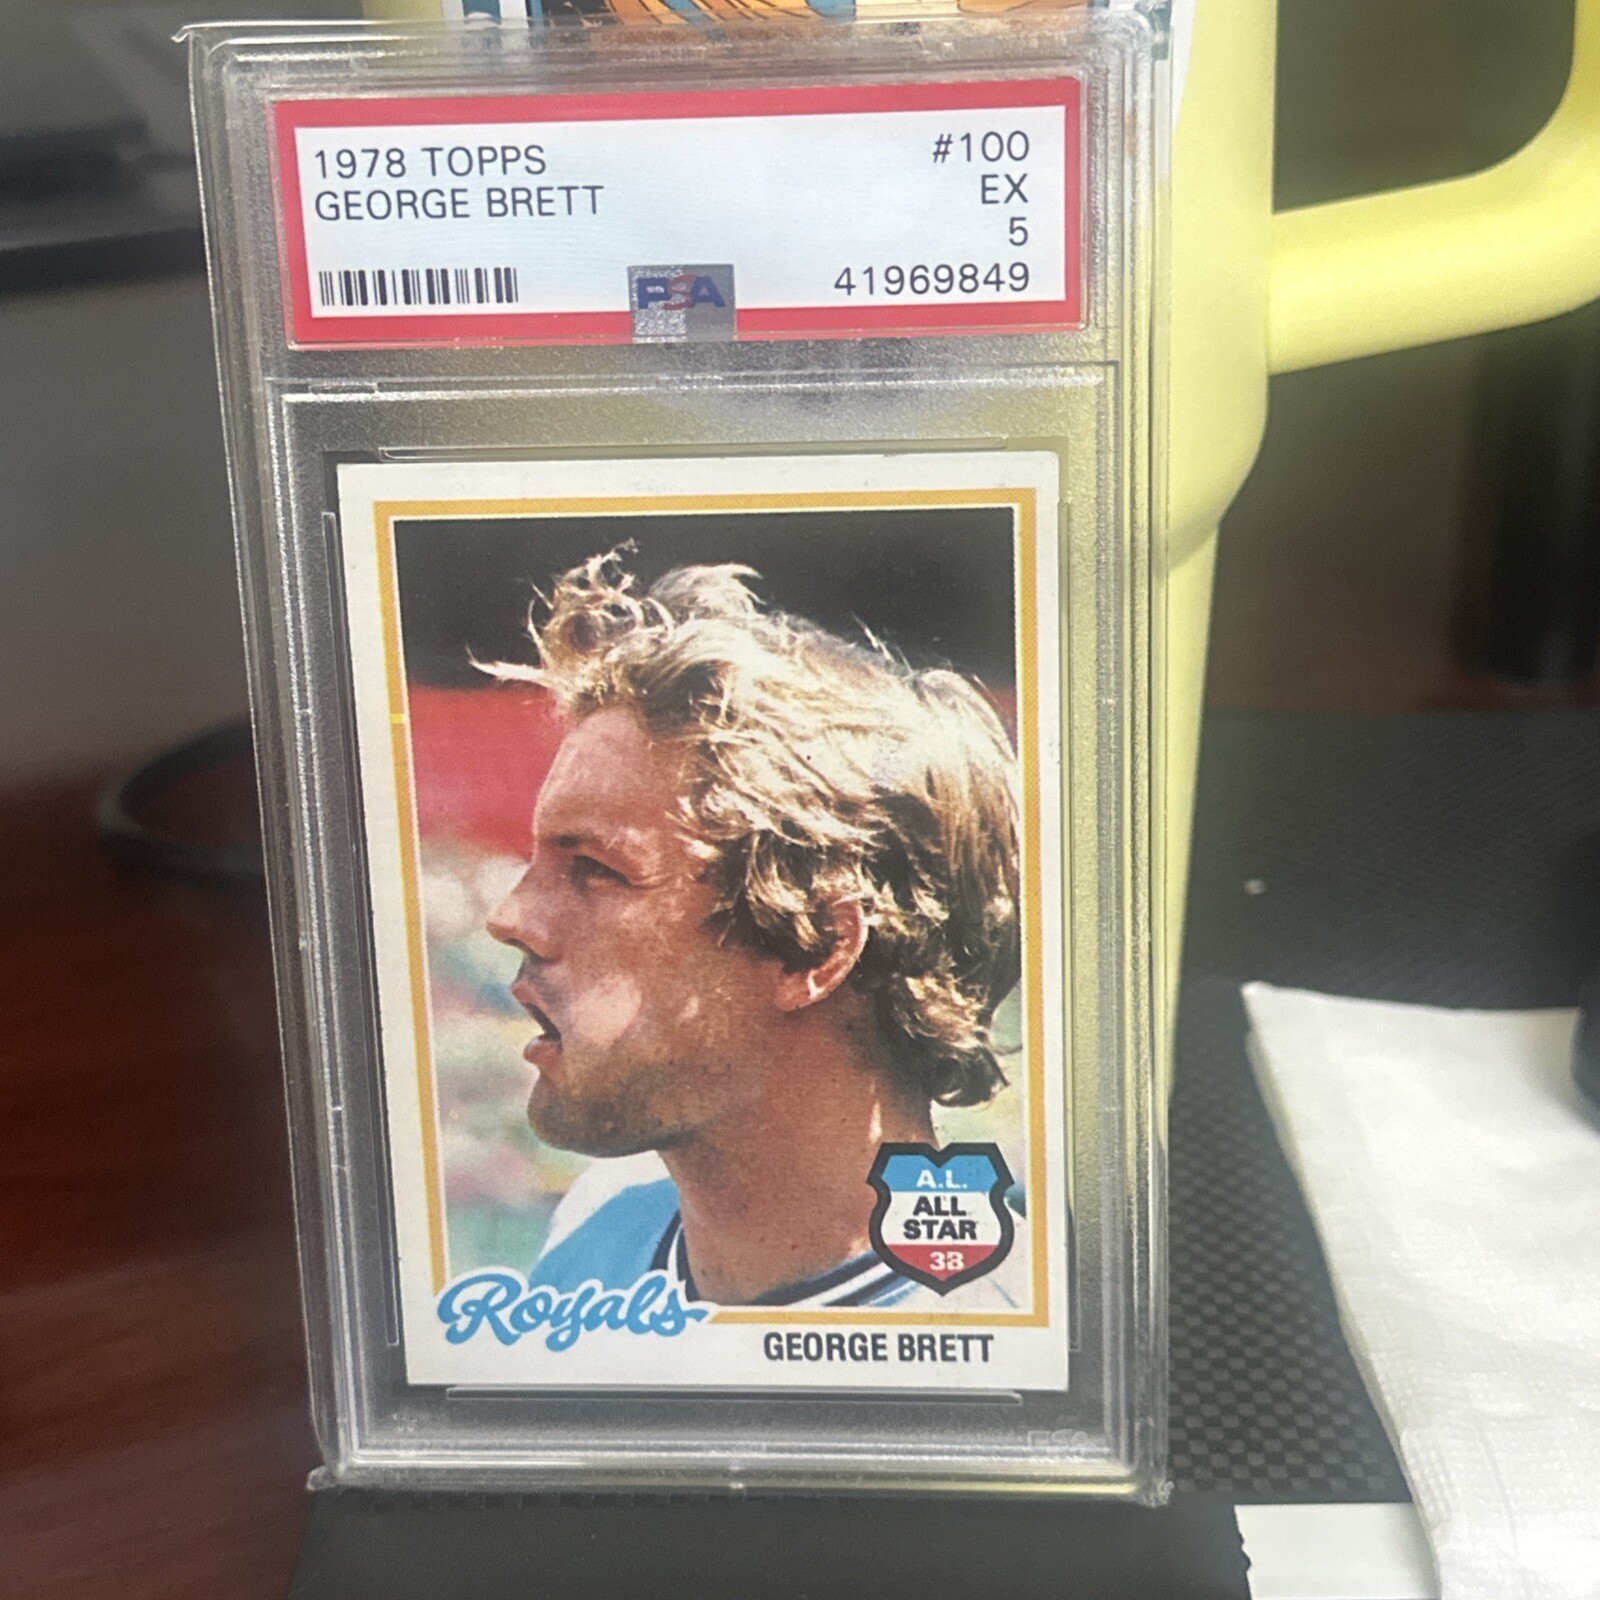 1978 TOPPS
GEORGE BRETT
#100
EX
5
41969849
PSA
A.L.
ALL
STAR
3B
Royals
GEORGE BRETT